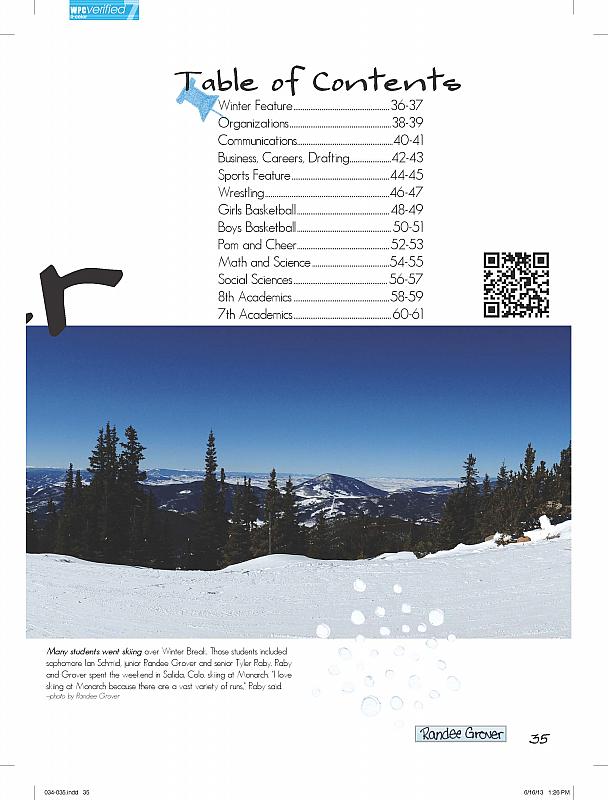 WPC verified 7
4-color
Table of Contents
Winter Feature....................................36-37
Organizations......................................38-39
Communications...................................40-41
Business, Careers, Drafting................42-43
Sports Feature.....................................44-45
Wrestling...............................................46-47
Girls Basketball...................................48-49
Boys Basketball...................................50-51
Pom and Cheer...................................52-53
Math and Science.............................54-55
Social Sciences....................................56-57
8th Academics....................................58-59
7th Academics....................................60-61
r
Many students went skiing over Winter Break. Those students included
sophomore Ian Schmid, junior Randee Grover and senior Tyler Raby. Raby
and Grover spent the weekend in Salida, Colo. skiing at Monarch. "I love
skiing at Monarch because there are a vast variety of runs," Raby said.
~photo by Randee Grover
Randee Grover
35
034-035.indd 35
6/16/13 1:26 PM